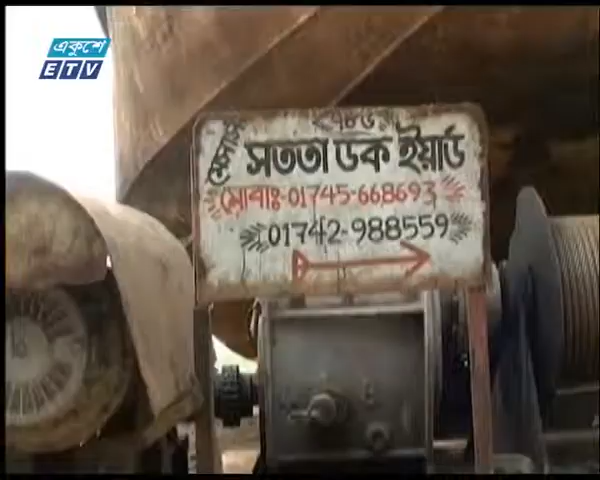 একুশে
ETV
মেসার্স
সততা ডক ইয়ার্ড
মোবাঃ-01745-668693
01742-988559